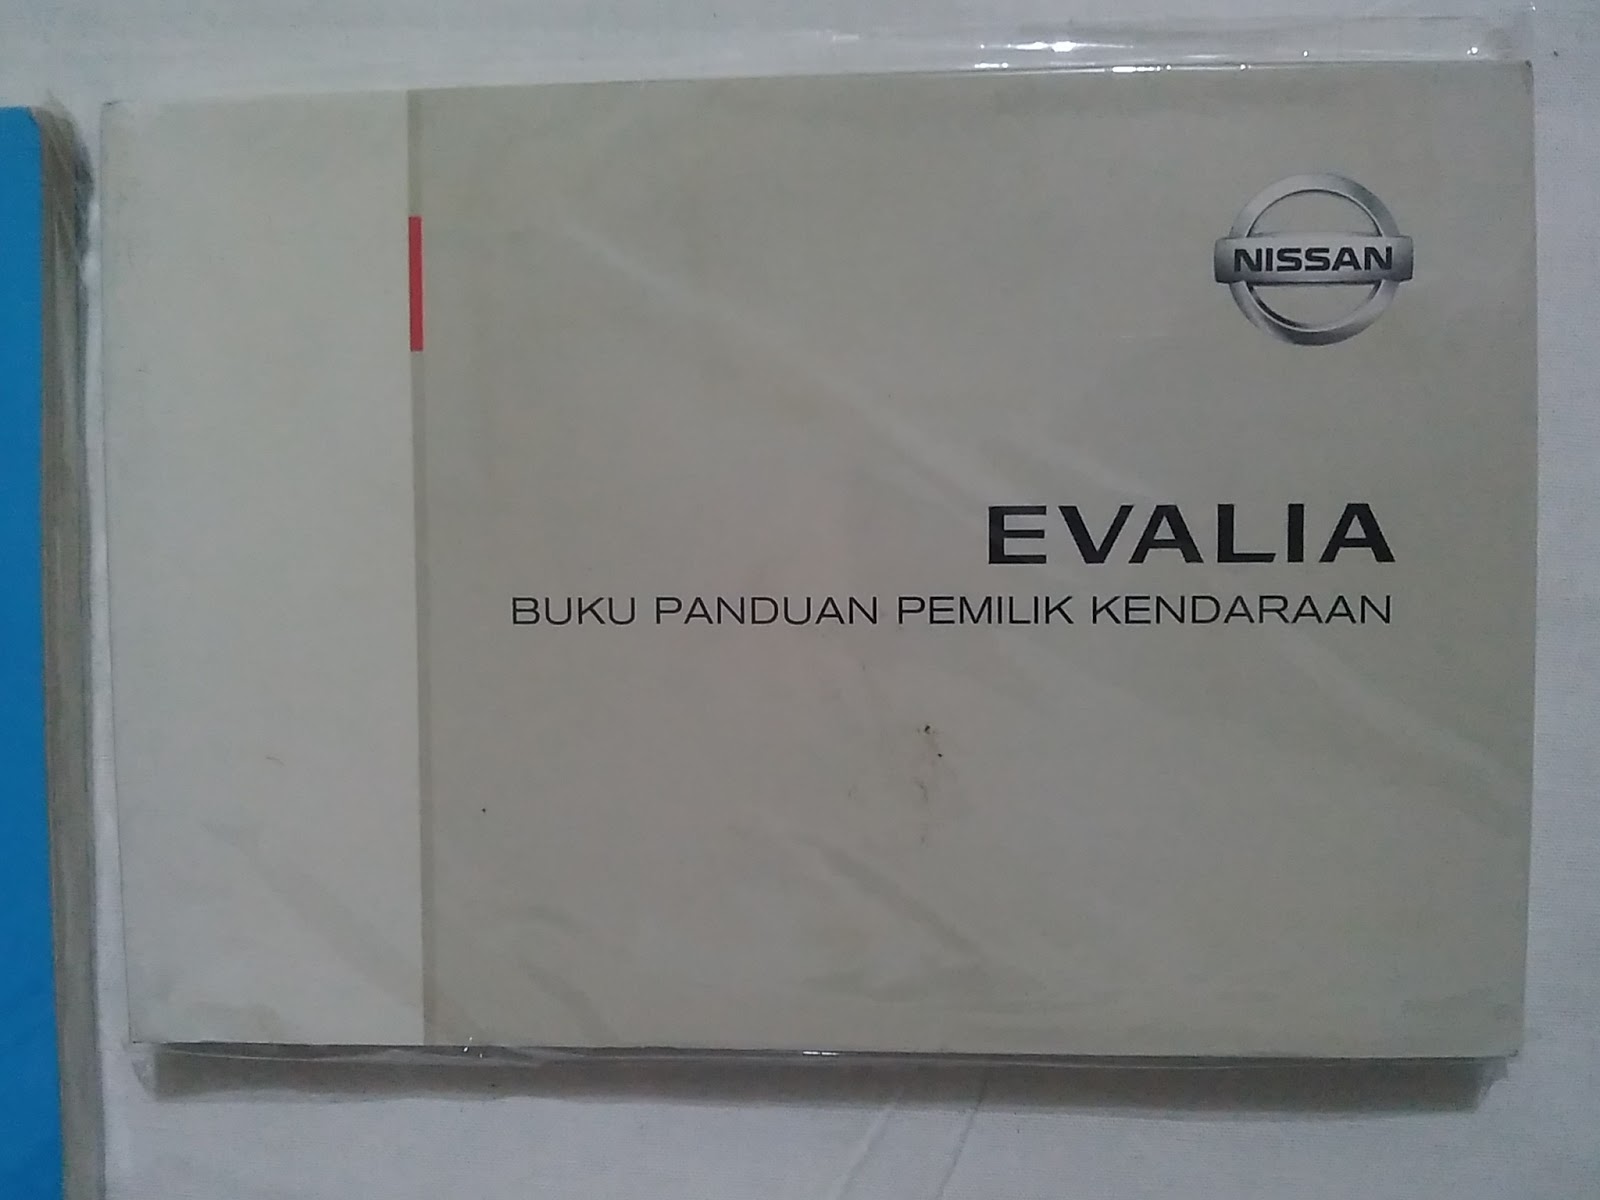 NISSAN
EVALIA
BUKU PANDUAN PEMILIK KENDARAAN